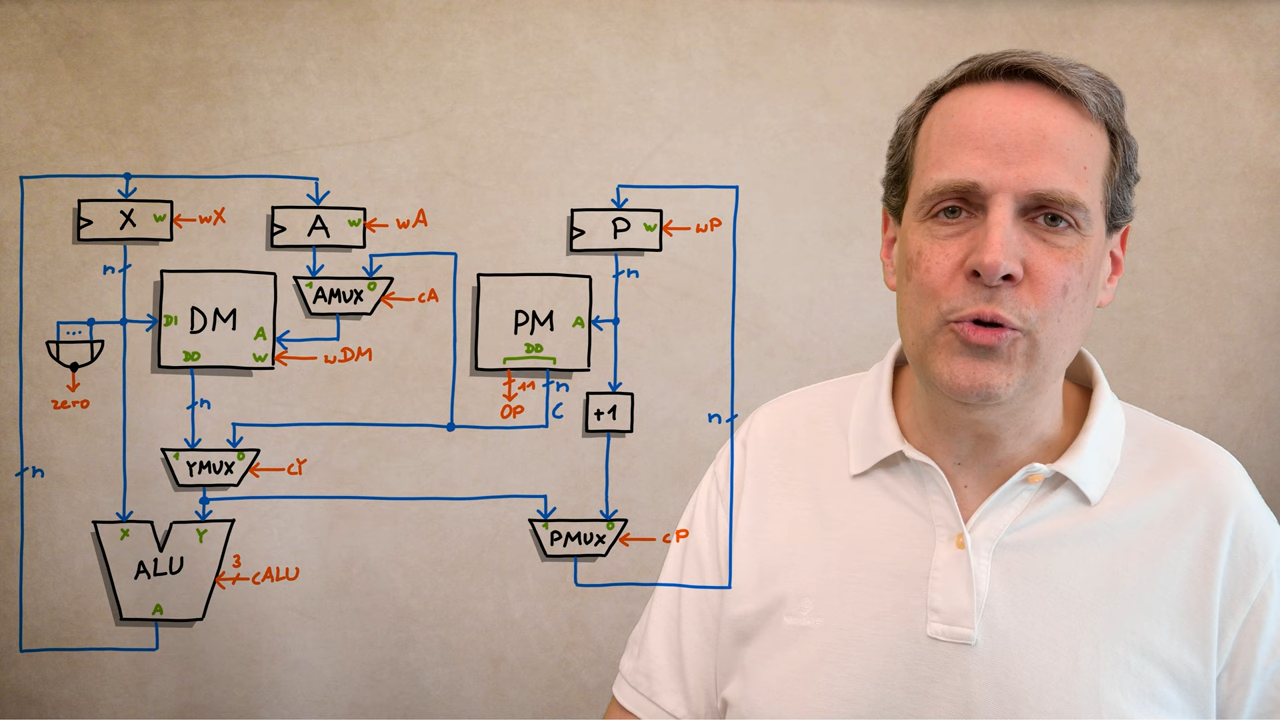 X w wX
A w wA
P w wP
n
n
1 0
AMUX cA
DI DM A
DO w wDM
PM A
DO
...
zero
11 n
OP C
+1
n
n
n
1 0
YMUX cY
1 0
PMUX cP
X Y
ALU
3
cALU
A